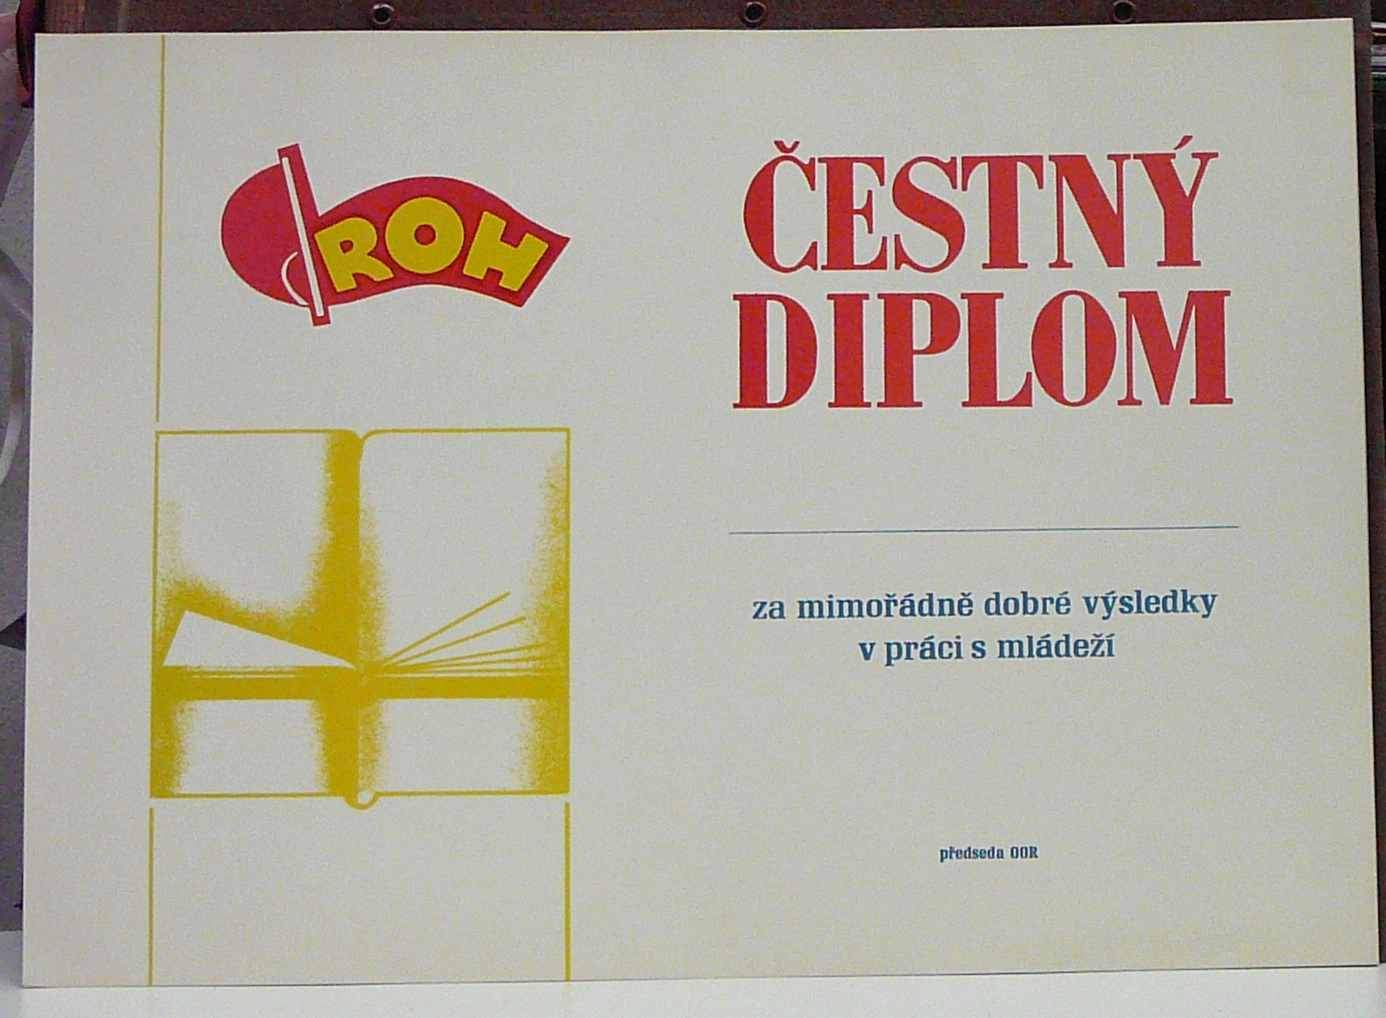 ROH
ČESTNÝ
DIPLOM
za mimořádně dobré výsledky
v práci s mládeží
předseda OOR